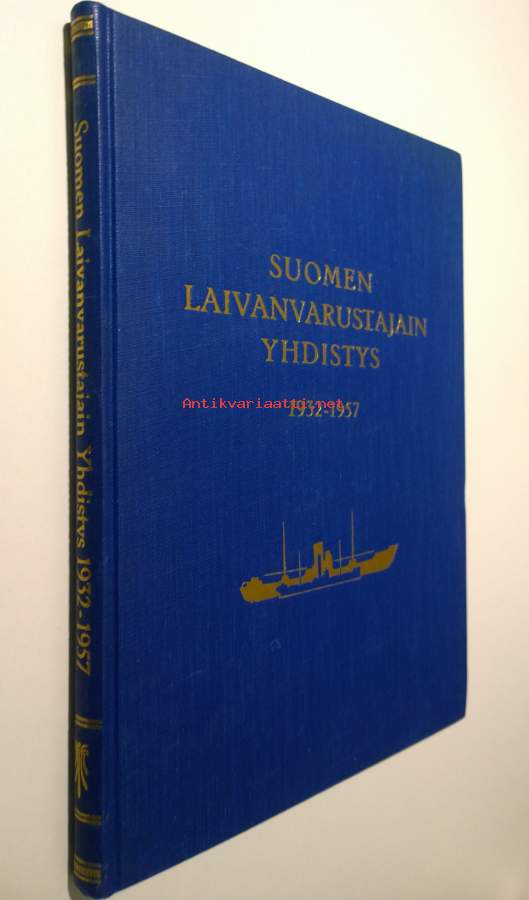 SUOMEN
LAIVANVARUSTAJAIN
YHDISTYS
Antikvariaatti.net
1932-1957
Suomen Laivanvarustajain Yhdistys 1932-1957